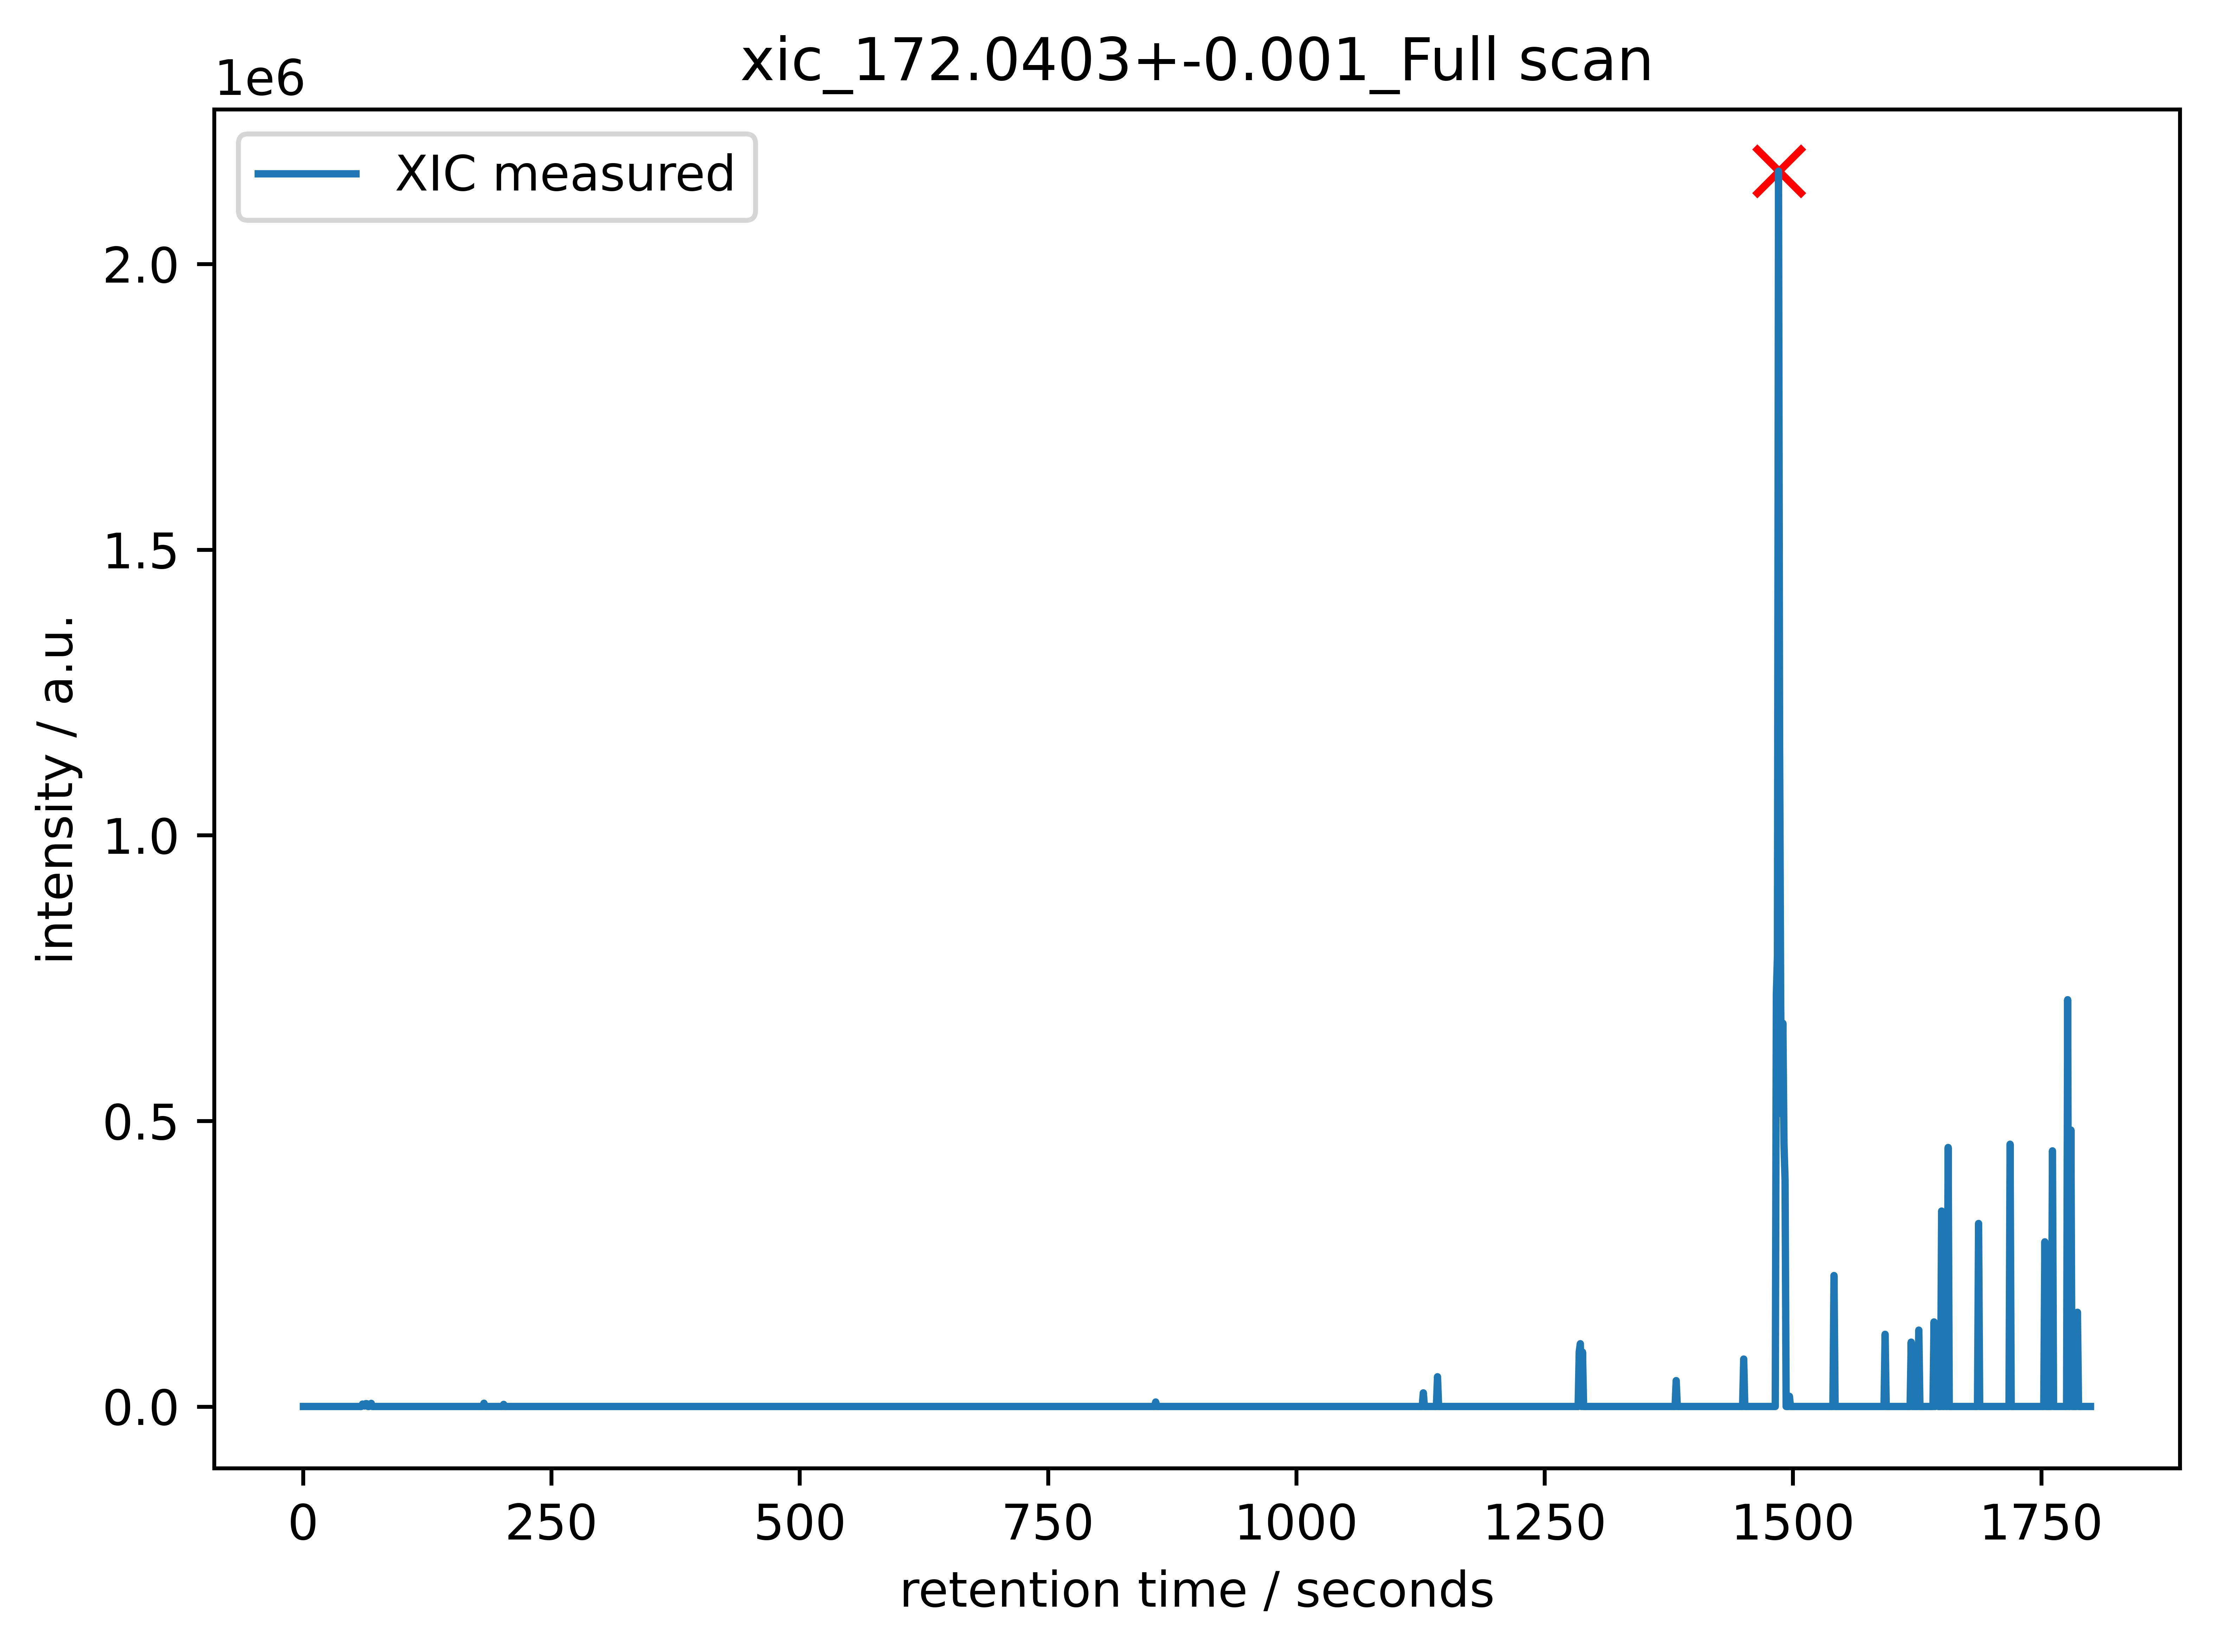 xic_172.0403+-0.001_Full scan
1e6
XIC measured
2.0
1.5
1.0
0.5
0.0
intensity / a.u.
0 250 500 750 1000 1250 1500 1750
retention time / seconds